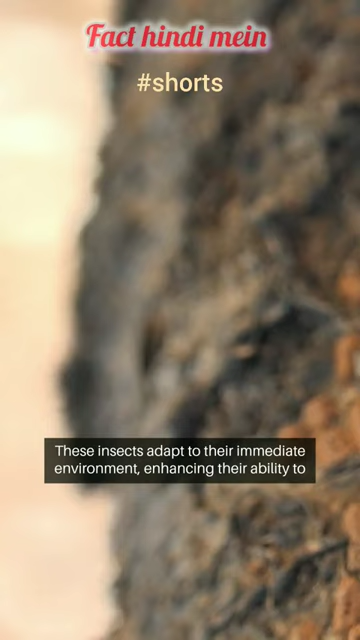 Fact hindi mein
#shorts
These insects adapt to their immediate
environment, enhancing their ability to